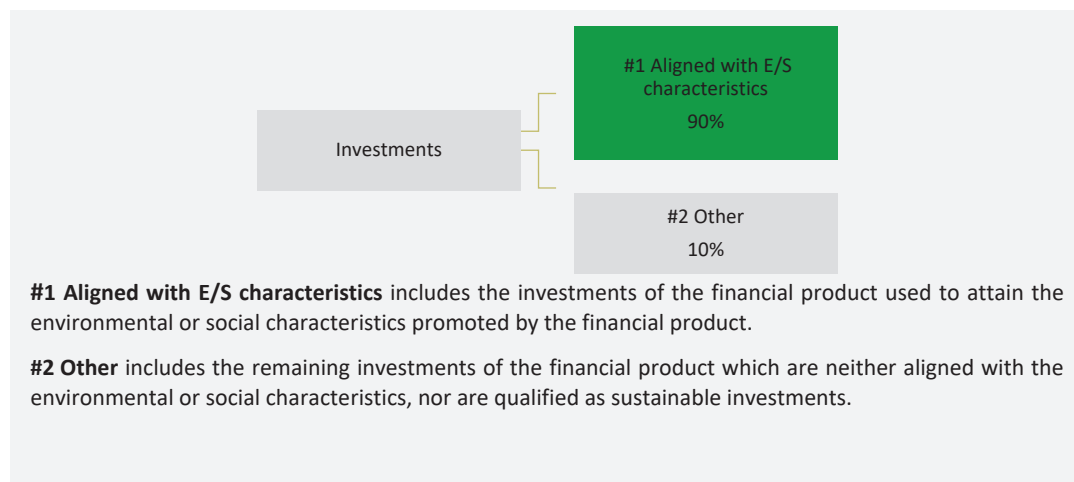 #1 Aligned with E/S
characteristics
90%
Investments
#2 Other
10%
#1 Aligned with E/S characteristics includes the investments of the financial product used to attain the
environmental or social characteristics promoted by the financial product.
#2 Other includes the remaining investments of the financial product which are neither aligned with the
environmental or social characteristics, nor are qualified as sustainable investments.